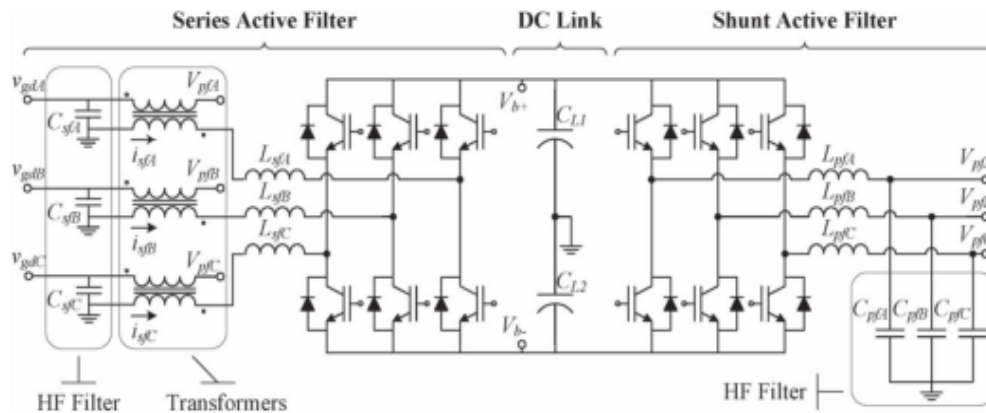 Series Active Filter
DC Link
Shunt Active Filter
v_gdA
V_pfA
C_sfA
i_sfA
L_sfA
v_gdB
V_pfB
C_sfB
i_sfB
L_sfB
v_gdC
V_pfC
C_sfC
i_sfC
L_sfC
HF Filter
Transformers
V_b+
C_L1
C_L2
V_b-
L_pfA
L_pfB
L_pfC
C_pfA
C_pfB
C_pfC
HF Filter